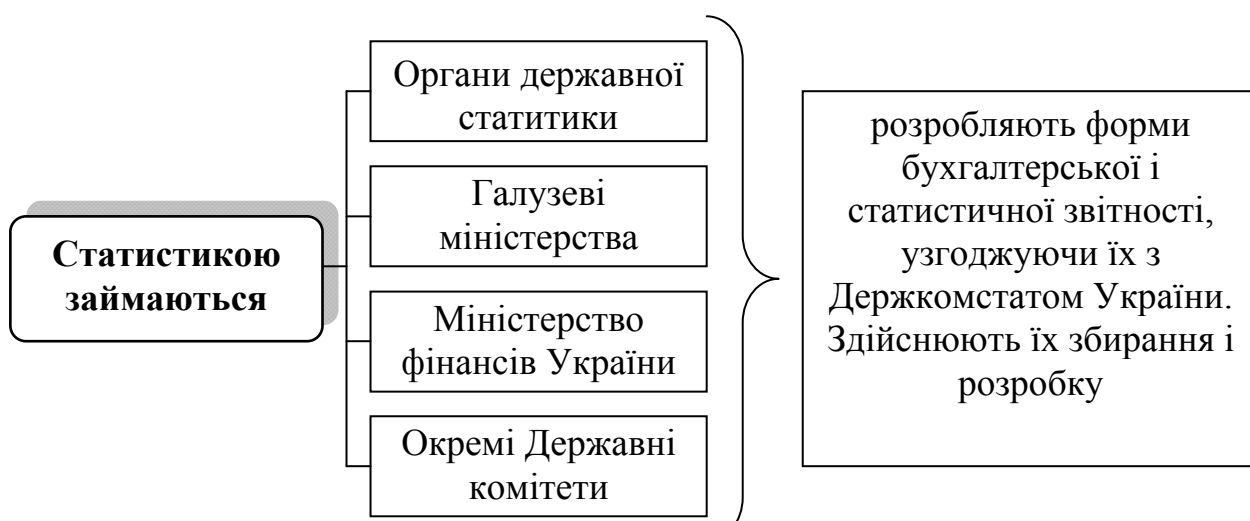 Статистикою
займаються
Органи державної
статитики
Галузеві
міністерства
Міністерство
фінансів України
Окремі Державні
комітети
розробляють форми
бухгалтерської і
статистичної звітності,
узгоджуючи їх з
Держкомстатом України.
Здійснюють їх збирання і
розробку